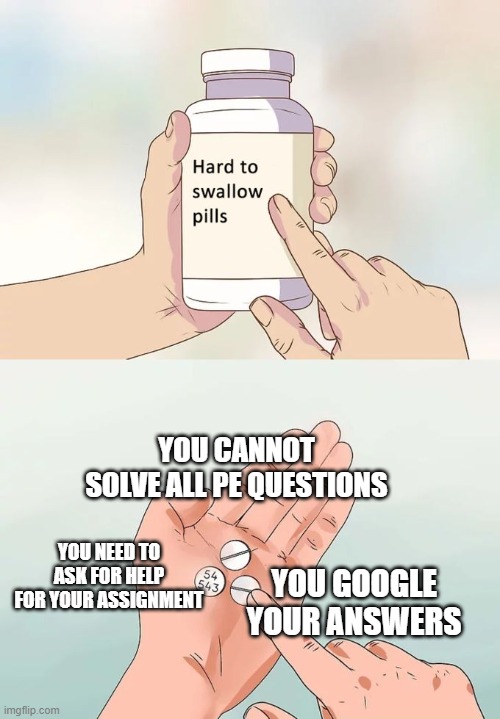 Hard to
swallow
pills
YOU CANNOT
SOLVE ALL PE QUESTIONS
YOU NEED TO
ASK FOR HELP
FOR YOUR ASSIGNMENT
54
543
YOU GOOGLE
YOUR ANSWERS
imgflip.com